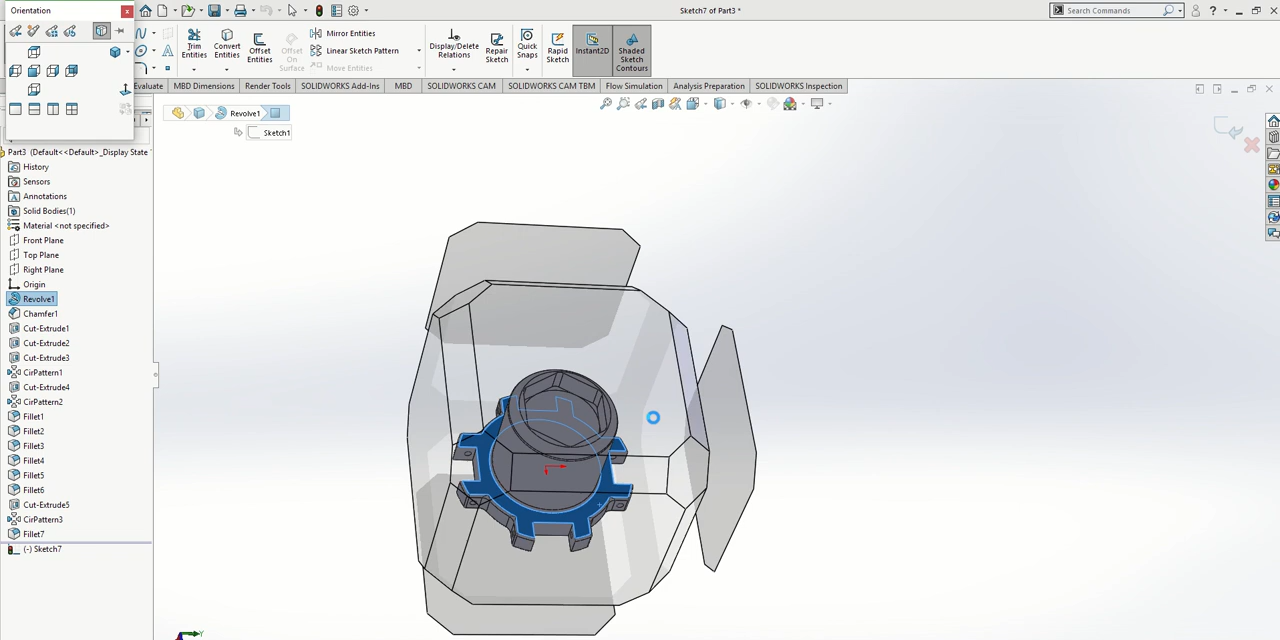 Orientation
Sketch7 of Part3 *
Search Commands
Trim Entities
Convert Entities
Offset Entities
Offset On Surface
Mirror Entities
Linear Sketch Pattern
Move Entities
Display/Delete Relations
Repair Sketch
Quick Snaps
Rapid Sketch
Instant2D
Shaded Sketch Contours
Evaluate
MBD Dimensions
Render Tools
SOLIDWORKS Add-Ins
MBD
SOLIDWORKS CAM
SOLIDWORKS CAM TBM
Flow Simulation
Analysis Preparation
SOLIDWORKS Inspection
Revolve1
Sketch1
Part3 (Default<<Default>_Display State
History
Sensors
Annotations
Solid Bodies(1)
Material <not specified>
Front Plane
Top Plane
Right Plane
Origin
Revolve1
Chamfer1
Cut-Extrude1
Cut-Extrude2
Cut-Extrude3
CirPattern1
Cut-Extrude4
CirPattern2
Fillet1
Fillet2
Fillet3
Fillet4
Fillet5
Fillet6
Cut-Extrude5
CirPattern3
Fillet7
(-) Sketch7
Y